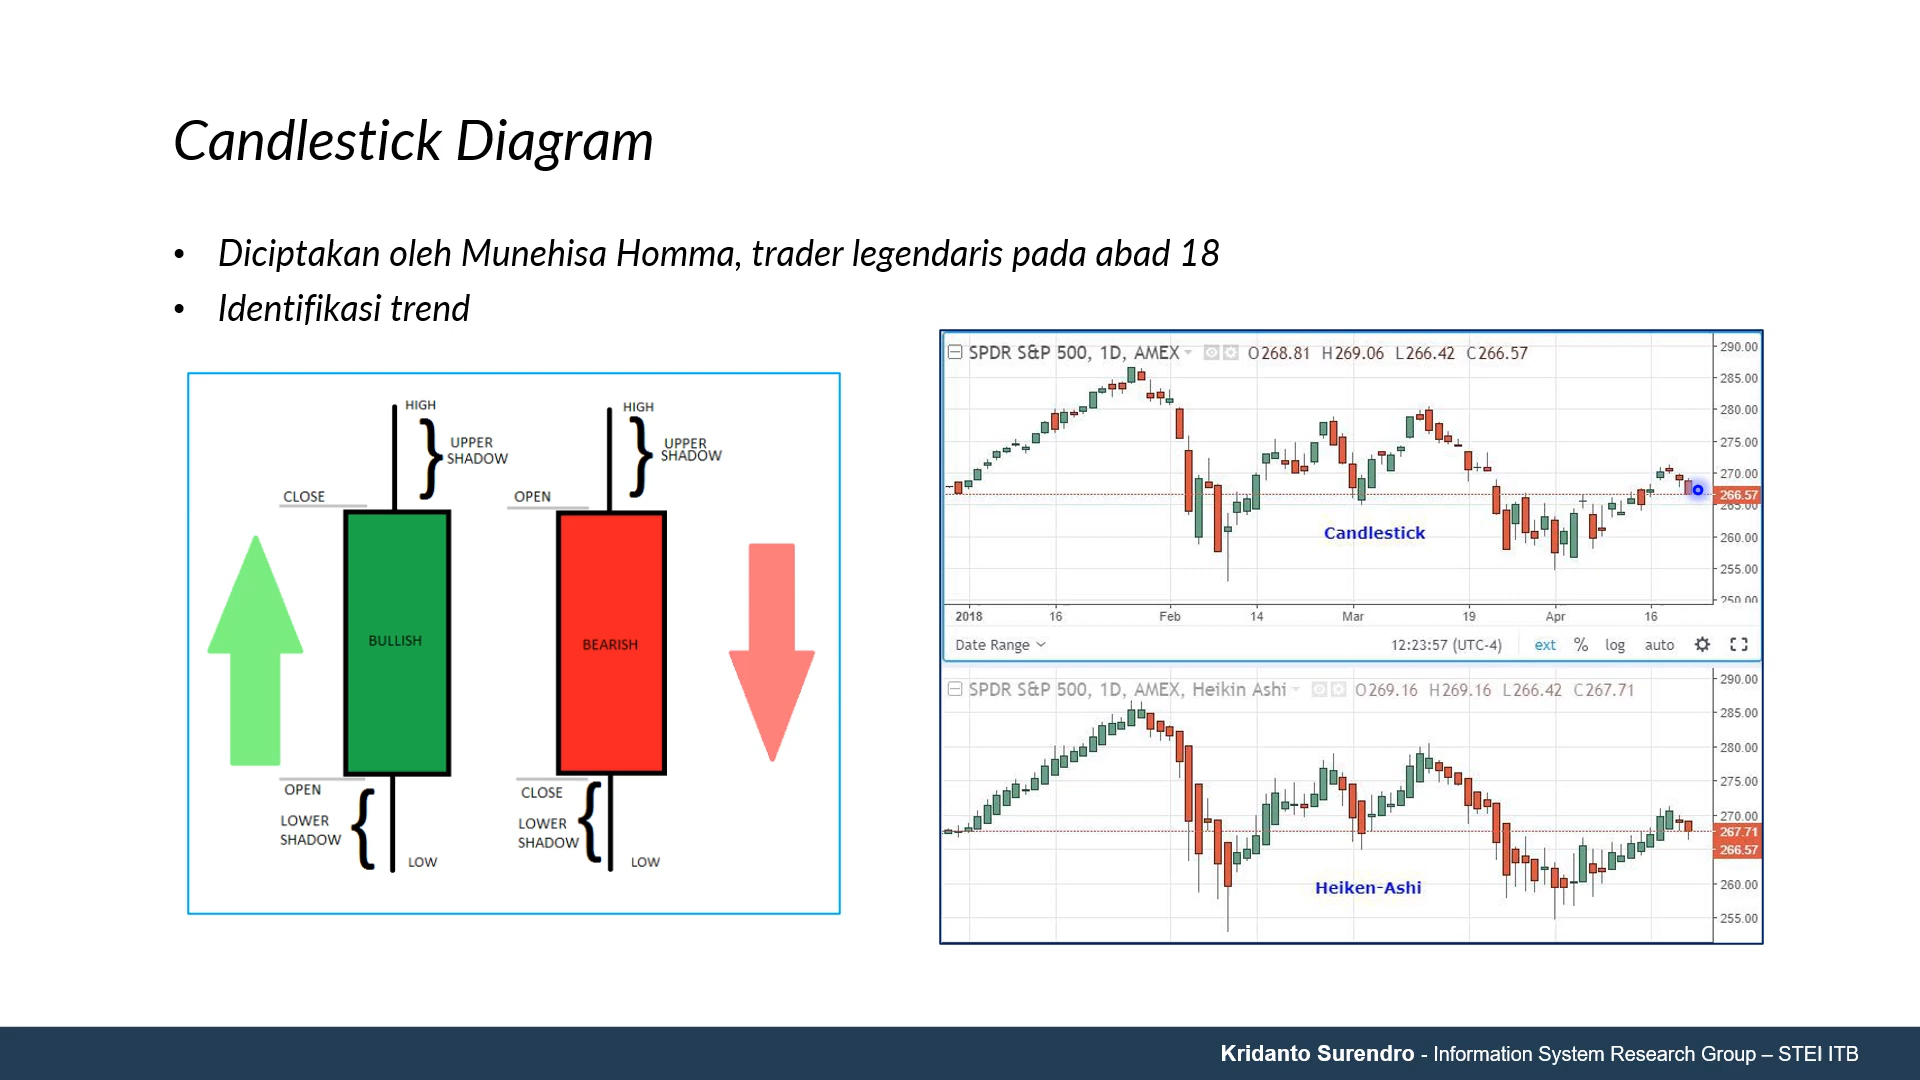 Candlestick Diagram
• Diciptakan oleh Munehisa Homma, trader legendaris pada abad 18
• Identifikasi trend
HIGH
UPPER
SHADOW
CLOSE
BULLISH
OPEN
LOWER
SHADOW
LOW
HIGH
UPPER
SHADOW
OPEN
BEARISH
CLOSE
LOWER
SHADOW
LOW
SPDR S&P 500, 1D, AMEX O268.81 H269.06 L266.42 C266.57
290.00
285.00
280.00
275.00
270.00
266.57
265.00
260.00
255.00
250.00
Candlestick
2018 16 Feb 14 Mar 19 Apr 16
Date Range 12:23:57 (UTC-4) ext % log auto
SPDR S&P 500, 1D, AMEX, Heikin Ashi O269.16 H269.16 L266.42 C267.71
290.00
285.00
280.00
275.00
270.00
267.71
266.57
260.00
255.00
Heiken-Ashi
Kridanto Surendro - Information System Research Group – STEI ITB